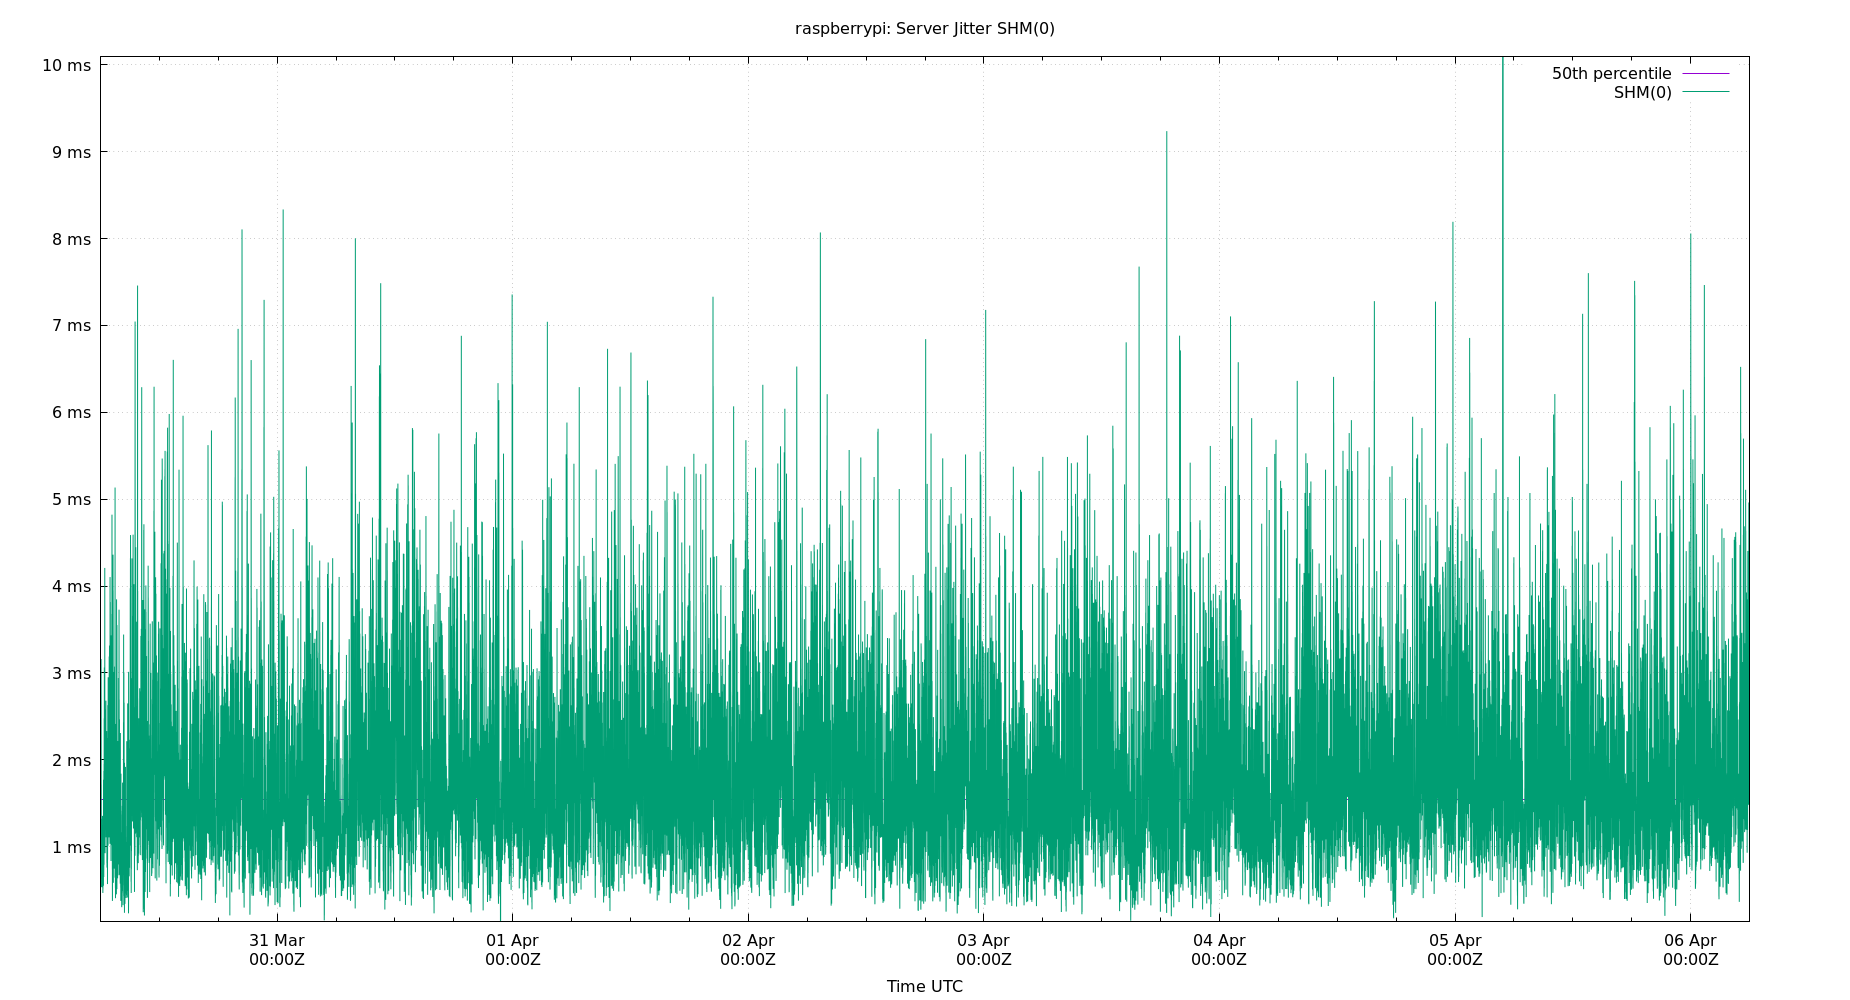 raspberrypi: Server Jitter SHM(0)
10 ms
50th percentile
SHM(0)
9 ms
8 ms
7 ms
6 ms
5 ms
4 ms
3 ms
2 ms
1 ms
31 Mar 01 Apr 02 Apr 03 Apr 04 Apr 05 Apr 06 Apr
00:00Z 00:00Z 00:00Z 00:00Z 00:00Z 00:00Z 00:00Z
Time UTC